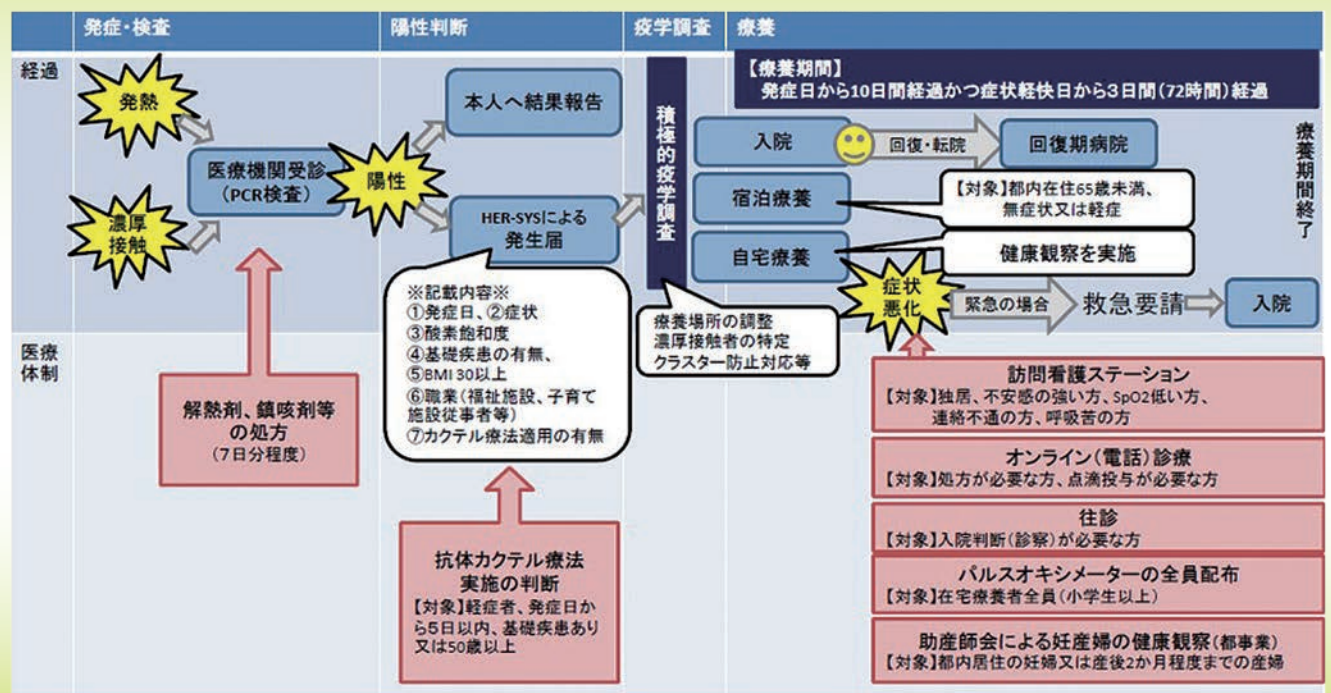 発症・検査
陽性判断
疫学調査
療養
経過
発熱
濃厚
接触
医療機関受診
(PCR検査)
陽性
本人へ結果報告
HER-SYSによる
発生届
※記載内容※
①発症日、②症状
③酸素飽和度
④基礎疾患の有無、
⑤BMI 30以上
⑥職業(福祉施設、子育て
施設従事者等)
⑦カクテル療法適用の有無
積極的疫学調査
療養場所の調整
濃厚接触者の特定
クラスター防止対応等
【療養期間】
発症日から10日間経過かつ症状軽快日から3日間(72時間)経過
入院
回復・転院
回復期病院
宿泊療養
【対象】都内在住65歳未満、
無症状又は軽症
自宅療養
健康観察を実施
症状
悪化
緊急の場合
救急要請
入院
療養期間終了
医療
体制
解熱剤、鎮咳剤等
の処方
(7日分程度)
抗体カクテル療法
実施の判断
【対象】軽症者、発症日か
ら5日以内、基礎疾患あり
又は50歳以上
訪問看護ステーション
【対象】独居、不安感の強い方、SpO2低い方、
連絡不通の方、呼吸苦の方
オンライン(電話)診療
【対象】処方が必要な方、点滴投与が必要な方
往診
【対象】入院判断(診察)が必要な方
パルスオキシメーターの全員配布
【対象】在宅療養者全員(小学生以上)
助産師会による妊産婦の健康観察(都事業)
【対象】都内居住の妊婦又は産後2か月程度までの産婦